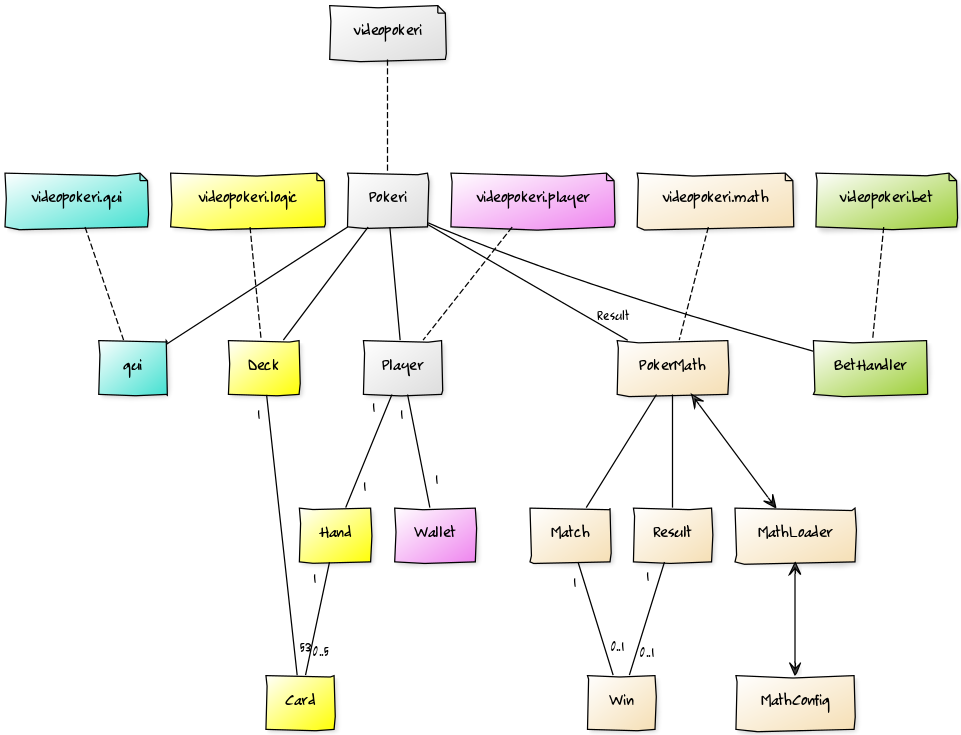 videopokeri
videopokeri.gui
videopokeri.logic
Pokeri
videopokeri.player
videopokeri.math
videopokeri.bet
Result
gui
Deck
Player
PokerMath
BetHandler
1
1
1
1
1
Hand
Wallet
Match
Result
MathLoader
1
1
1
53
0..5
0..1
0..1
Card
Win
MathConfig